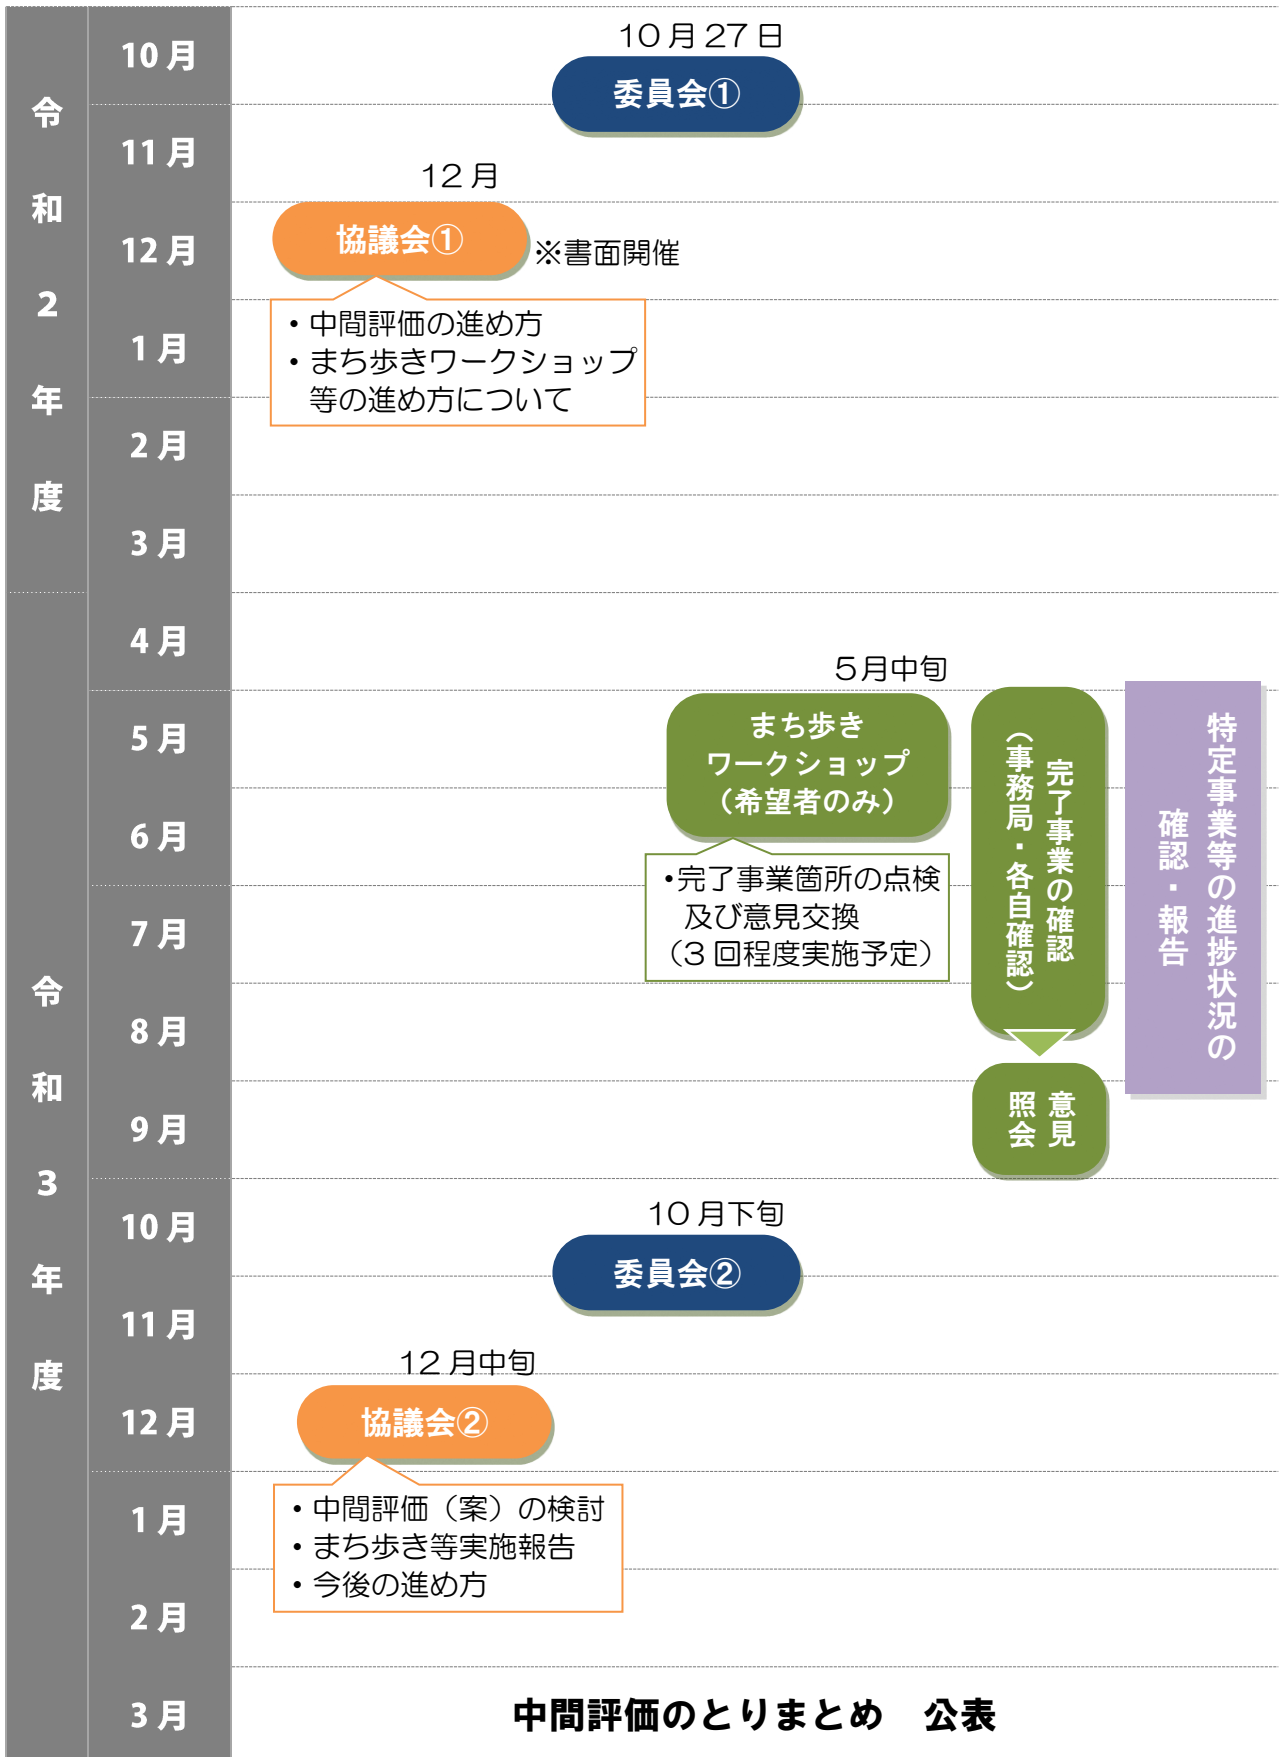 令和2年度
10月
11月
12月
1月
2月
3月
令和3年度
4月
5月
6月
7月
8月
9月
10月
11月
12月
1月
2月
3月
10月27日
委員会①
12月
協議会①
※書面開催
・中間評価の進め方
・まち歩きワークショップ
等の進め方について
5月中旬
まち歩き
ワークショップ
（希望者のみ）
・完了事業箇所の点検
及び意見交換
（3回程度実施予定）
完了事業の確認
（事務局・各自確認）
意見
照会
特定事業等の進捗状況の
確認・報告
10月下旬
委員会②
12月中旬
協議会②
・中間評価（案）の検討
・まち歩き等実施報告
・今後の進め方
中間評価のとりまとめ　公表